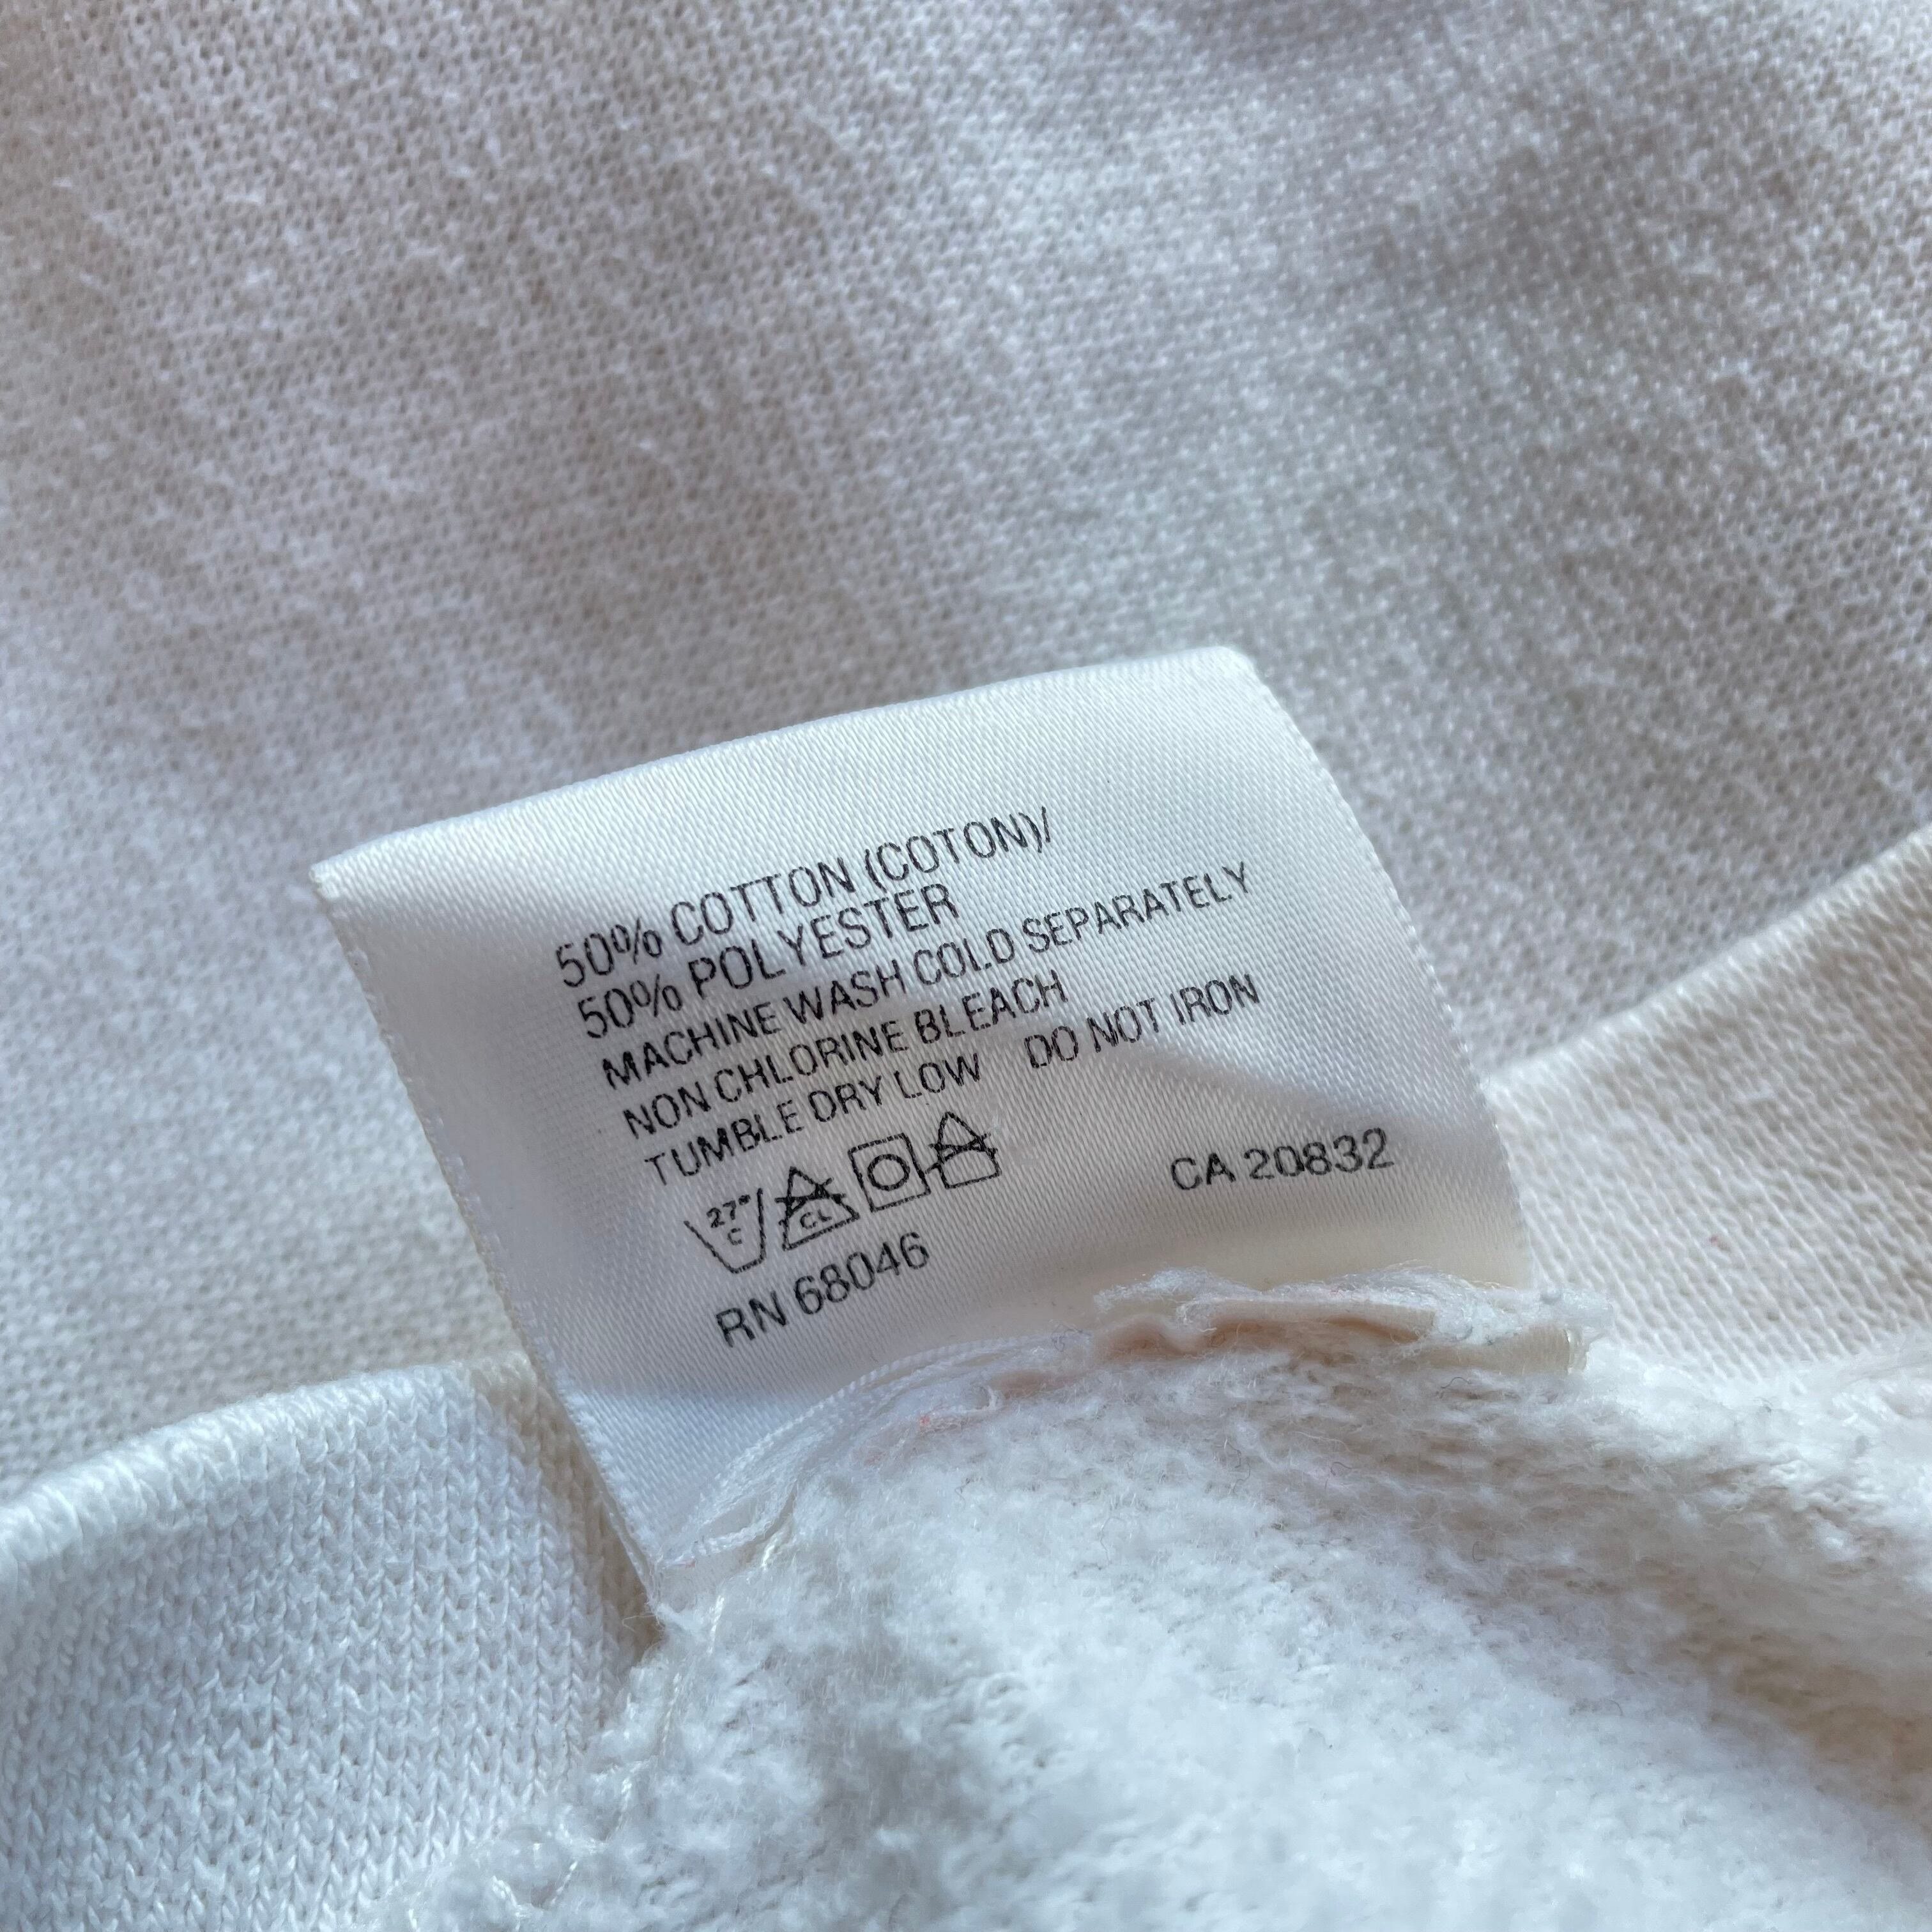 50% COTTON (COTON)/
50% POLYESTER
MACHINE WASH COLD SEPARATELY
NON CHLORINE BLEACH
TUMBLE DRY LOW DO NOT IRON
27° C CL
RN 68046 CA 20832